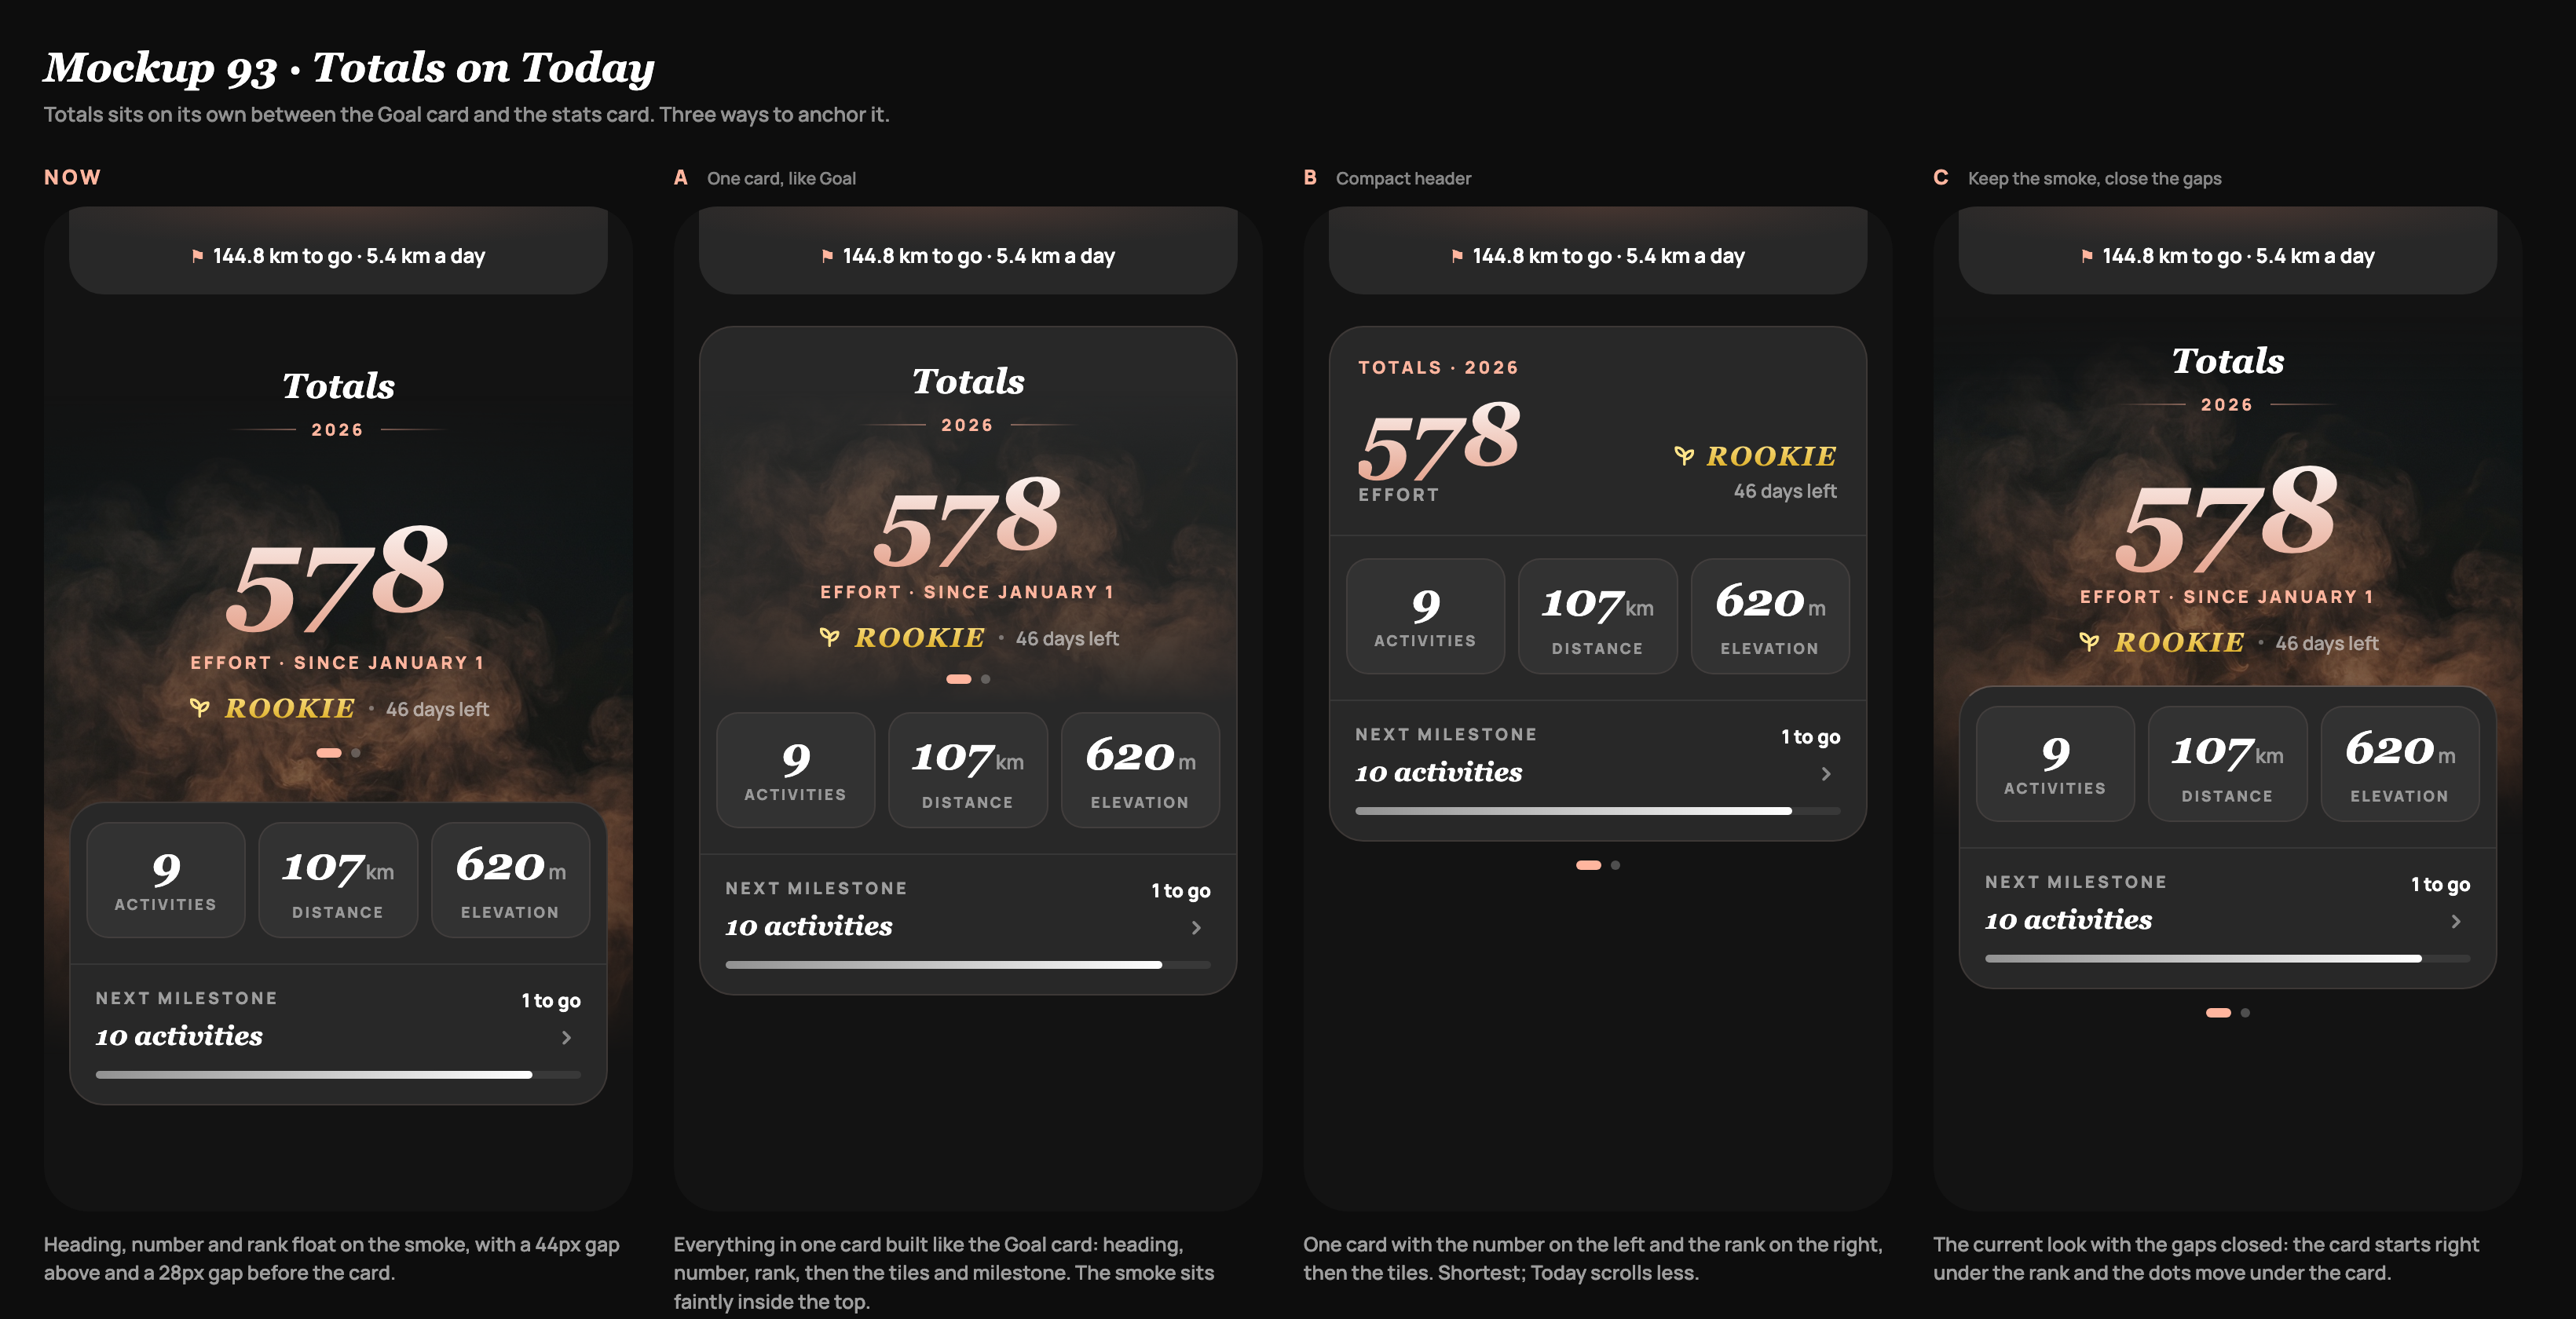 Mockup 93 · Totals on Today
Totals sits on its own between the Goal card and the stats card. Three ways to anchor it.
NOW
144.8 km to go · 5.4 km a day
Totals
2026
578
EFFORT · SINCE JANUARY 1
ROOKIE · 46 days left
9 107 km 620 m
ACTIVITIES DISTANCE ELEVATION
NEXT MILESTONE 1 to go
10 activities
Heading, number and rank float on the smoke, with a 44px gap
above and a 28px gap before the card.
A One card, like Goal
144.8 km to go · 5.4 km a day
Totals
2026
578
EFFORT · SINCE JANUARY 1
ROOKIE · 46 days left
9 107 km 620 m
ACTIVITIES DISTANCE ELEVATION
NEXT MILESTONE 1 to go
10 activities
Everything in one card built like the Goal card: heading,
number, rank, then the tiles and milestone. The smoke sits
faintly inside the top.
B Compact header
144.8 km to go · 5.4 km a day
TOTALS · 2026
578
ROOKIE
EFFORT
46 days left
9 107 km 620 m
ACTIVITIES DISTANCE ELEVATION
NEXT MILESTONE 1 to go
10 activities
One card with the number on the left and the rank on the right,
then the tiles. Shortest; Today scrolls less.
C Keep the smoke, close the gaps
144.8 km to go · 5.4 km a day
Totals
2026
578
EFFORT · SINCE JANUARY 1
ROOKIE · 46 days left
9 107 km 620 m
ACTIVITIES DISTANCE ELEVATION
NEXT MILESTONE 1 to go
10 activities
The current look with the gaps closed: the card starts right
under the rank and the dots move under the card.